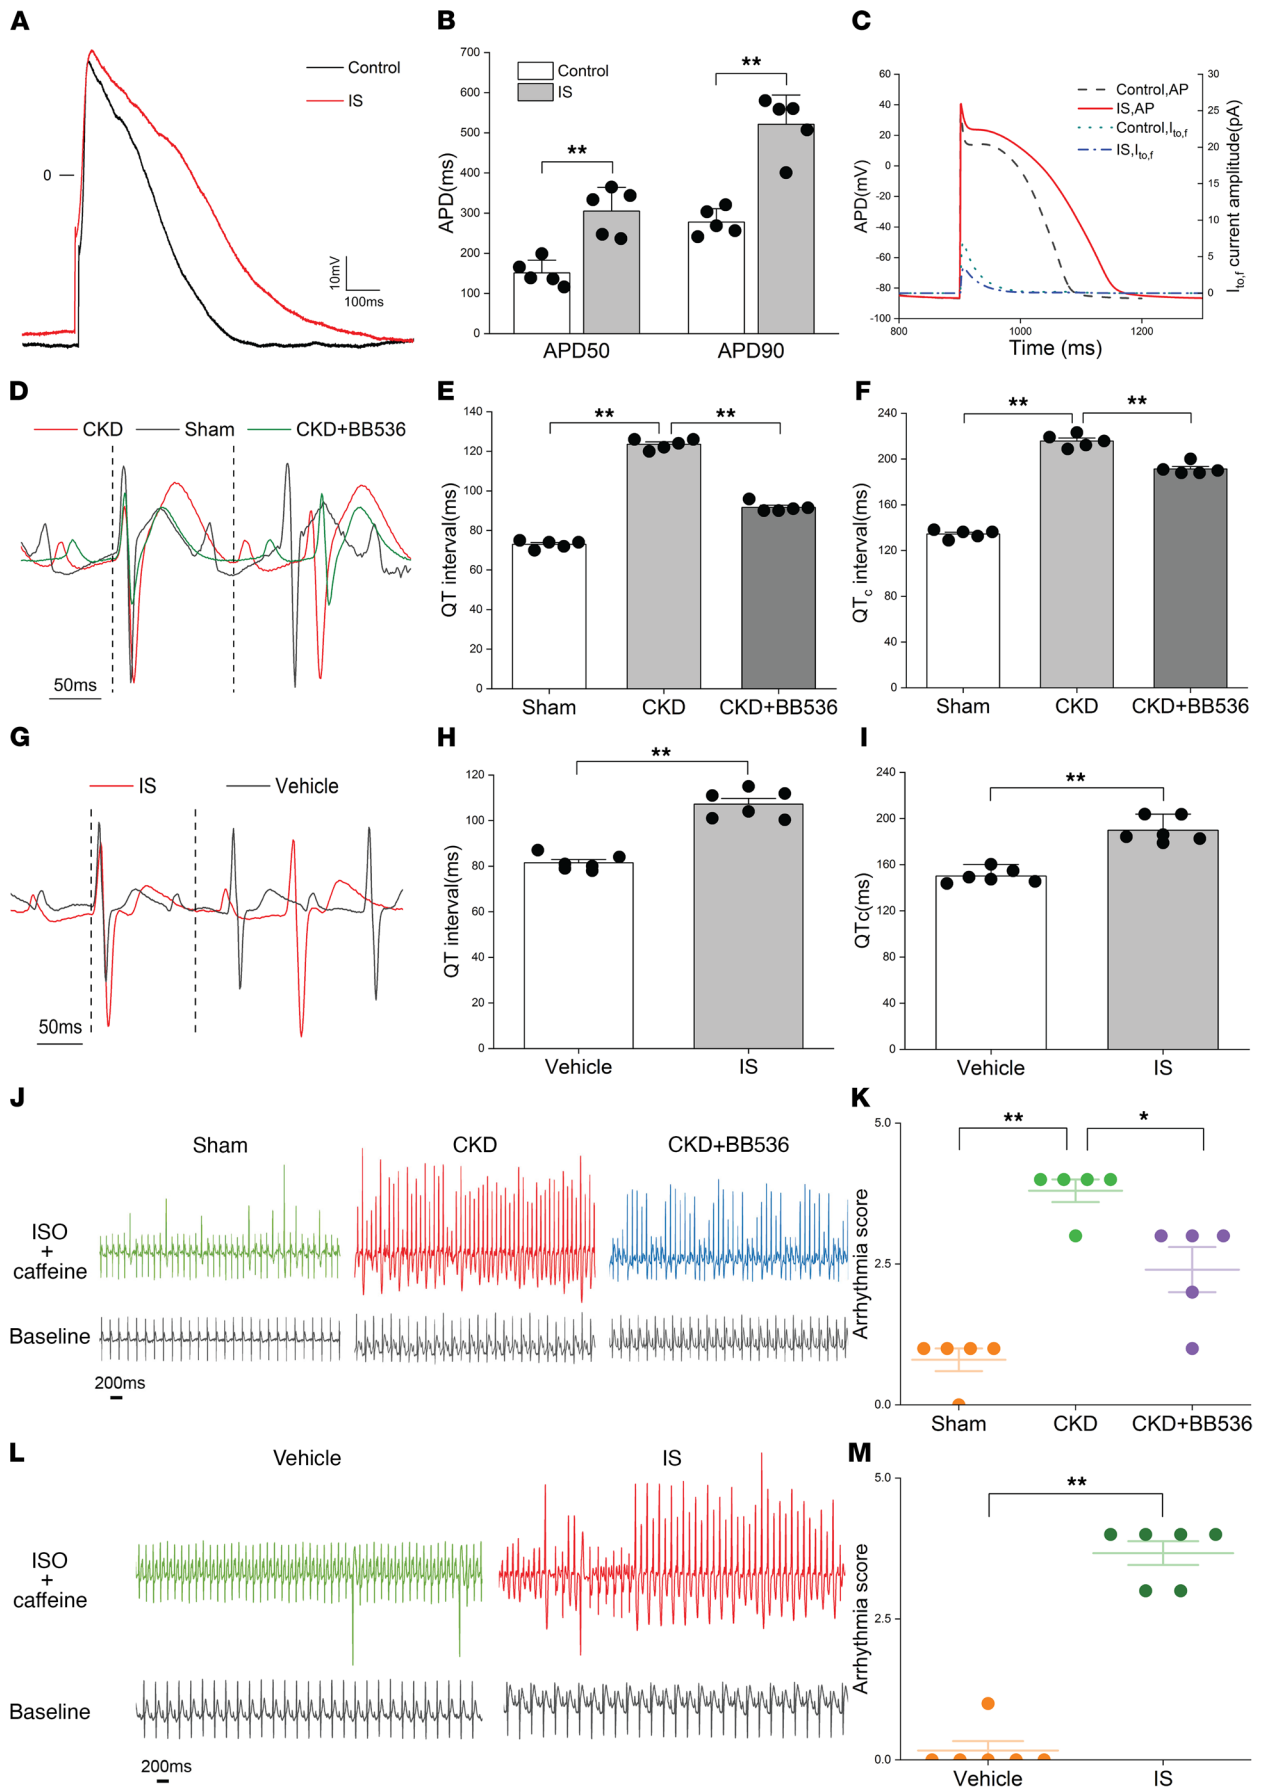 A
Control
IS
0
10mV
100ms
B
700
600
500
400
300
200
100
0
APD(ms)
Control
IS
**
**
APD50
APD90
C
60
40
20
0
-20
-40
-60
-80
-100
APD(mV)
30
25
20
15
10
5
0
Ito,f current amplitude(pA)
Control,AP
IS,AP
Control,Ito,f
IS,Ito,f
800
1000
1200
Time (ms)
D
CKD
Sham
CKD+BB536
50ms
E
140
120
100
80
60
40
20
0
QT interval(ms)
**
**
Sham
CKD
CKD+BB536
F
240
200
160
120
80
40
0
QTc interval(ms)
**
**
Sham
CKD
CKD+BB536
G
IS
Vehicle
50ms
H
120
100
80
60
40
20
0
QT interval(ms)
**
Vehicle
IS
I
240
200
160
120
80
40
0
QTc(ms)
**
Vehicle
IS
J
Sham
CKD
CKD+BB536
ISO
+
caffeine
Baseline
200ms
K
5.0
2.5
0.0
Arrhythmia score
**
*
Sham
CKD
CKD+BB536
L
Vehicle
IS
ISO
+
caffeine
Baseline
200ms
M
5.0
2.5
0.0
Arrhythmia score
**
Vehicle
IS